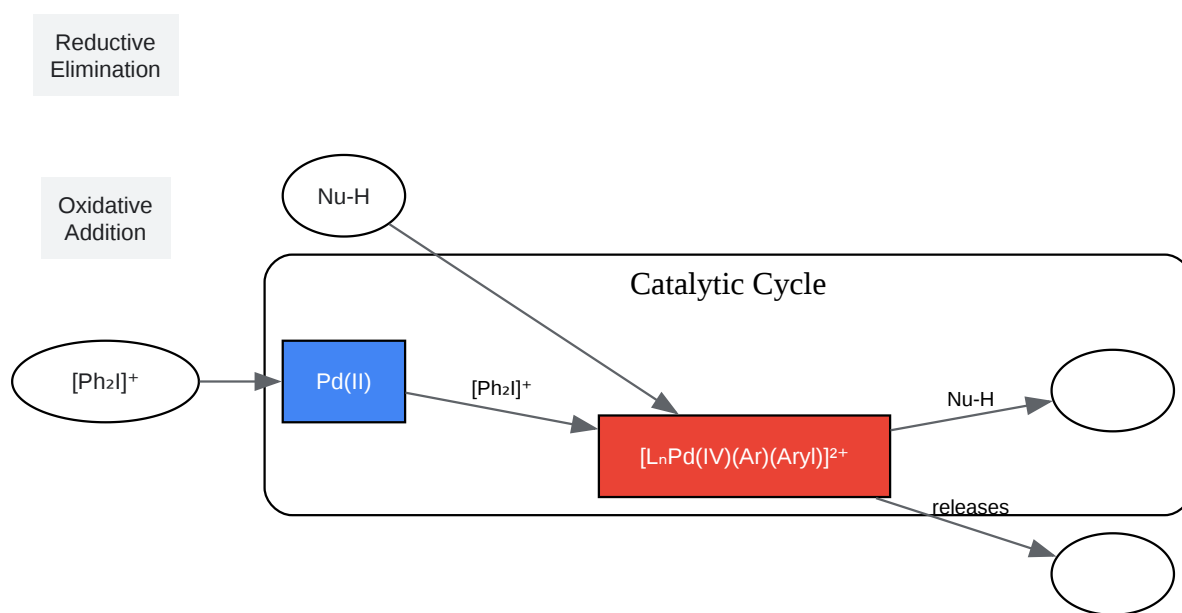 Reductive
Elimination
Oxidative
Addition
Nu-H
Catalytic Cycle
[Ph₂I]⁺
Pd(II)
[Ph₂I]⁺
[LₙPd(IV)(Ar)(Aryl)]²⁺
Nu-H
releases